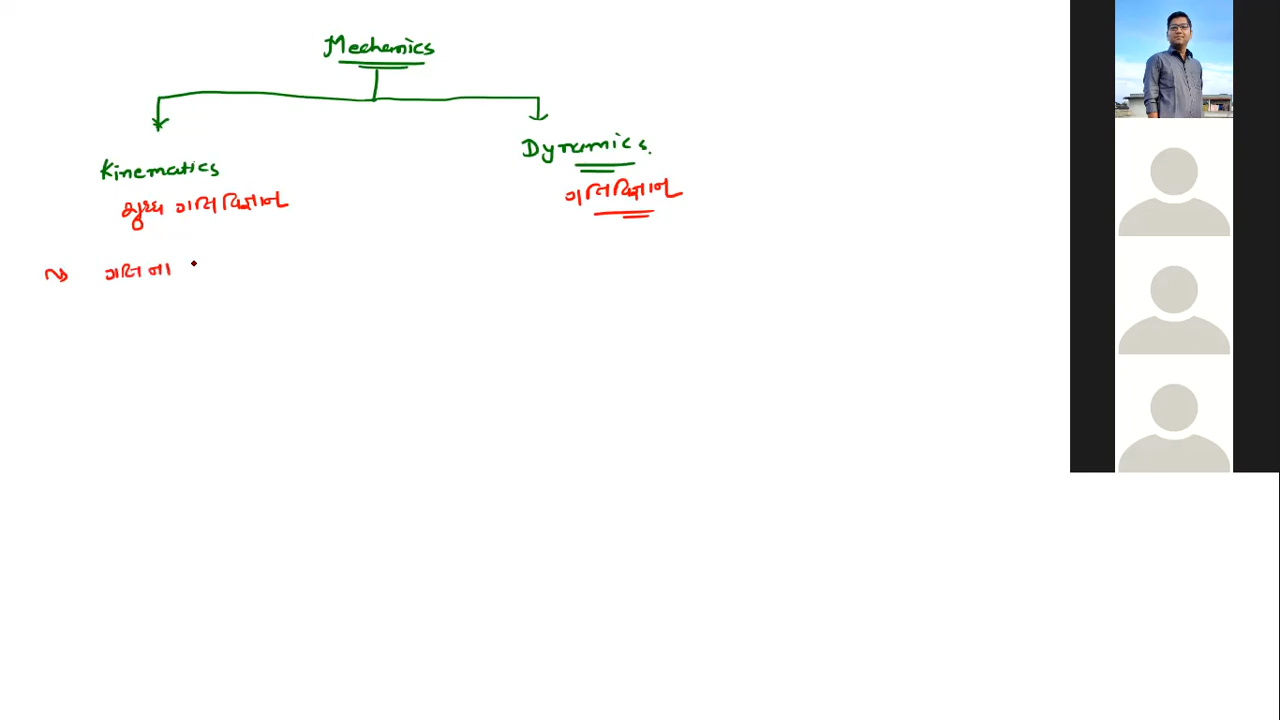 Mechanics
Kinematics
Dynamics.
શુદ્ધ ગતિ વિજ્ઞાન
ગતિવિજ્ઞાન
ગતિ ના